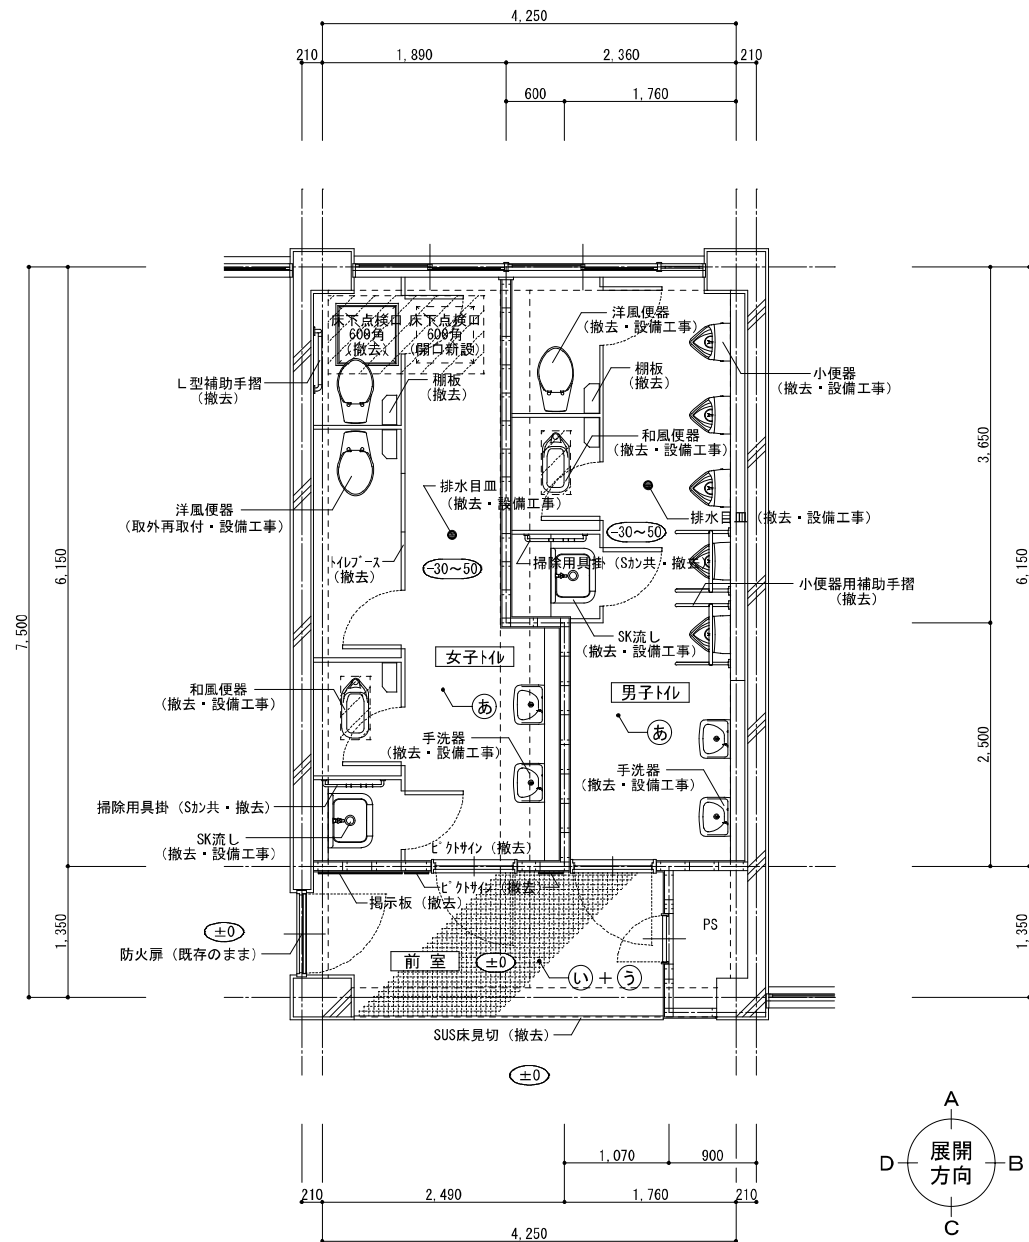 4,250
210
1,890
2,360
210
600
1,760
床下点検口
600角
(撤去)
床下点検口
600角
(開口新設)
洋風便器
(撤去・設備工事)
L型補助手摺
(撤去)
棚板
(撤去)
棚板
(撤去)
小便器
(撤去・設備工事)
和風便器
(撤去・設備工事)
3,650
排水目皿
(撤去・設備工事)
排水目皿 (撤去・設備工事)
洋風便器
(取外再取付・設備工事)
-30~50
6,150
7,500
6,150
トイレブース
(撤去)
-30~50
掃除用具掛 (Sカン共・撤去)
小便器用補助手摺
(撤去)
SK流し
(撤去・設備工事)
女子トイレ
和風便器
(撤去・設備工事)
男子トイレ
あ
あ
手洗器
(撤去・設備工事)
2,500
手洗器
(撤去・設備工事)
掃除用具掛 (Sカン共・撤去)
SK流し
(撤去・設備工事)
ピクトサイン (撤去)
ピクトサイン (撤去)
掲示板 (撤去)
1,350
±0
PS
1,350
防火扉 (既存のまま)
前室
±0
い + う
SUS床見切 (撤去)
±0
A
展開
方向
D
B
C
1,070
900
210
2,490
1,760
210
4,250